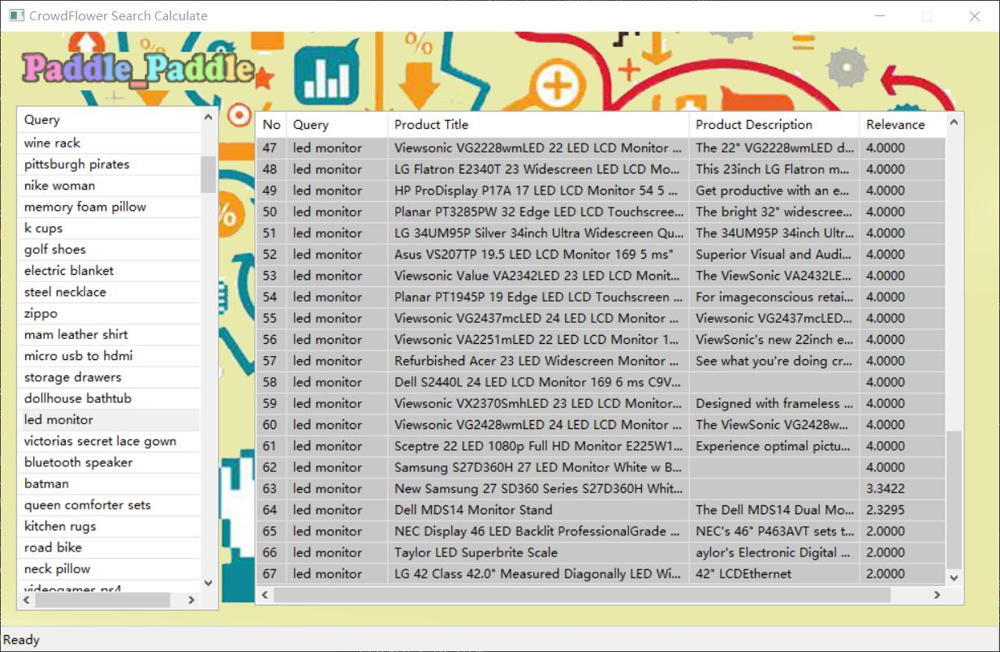 CrowdFlower Search Calculate
Paddle_Paddle
Query
wine rack
pittsburgh pirates
nike woman
memory foam pillow
k cups
golf shoes
electric blanket
steel necklace
zippo
mam leather shirt
micro usb to hdmi
storage drawers
dollhouse bathtub
led monitor
victorias secret lace gown
bluetooth speaker
batman
queen comforter sets
kitchen rugs
road bike
neck pillow
videogames ps4
No Query Product Title Product Description Relevance
47 led monitor Viewsonic VG2228wmLED 22 LED LCD Monitor ... The 22" VG2228wmLED d... 4.0000
48 led monitor LG Flatron E2340T 23 Widescreen LED LCD Mo... This 23inch LG Flatron m... 4.0000
49 led monitor HP ProDisplay P17A 17 LED LCD Monitor 54 5 ... Get productive with an e... 4.0000
50 led monitor Planar PT3285PW 32 Edge LED LCD Touchscreen... The bright 32" widescree... 4.0000
51 led monitor LG 34UM95P Silver 34inch Ultra Widescreen Qu... The 34UM95P 34inch Ultr... 4.0000
52 led monitor Asus VS207TP 19.5 LED LCD Monitor 169 5 ms" Superior Visual and Audi... 4.0000
53 led monitor Viewsonic Value VA2342LED 23 LED LCD Monit... The ViewSonic VA2432LE... 4.0000
54 led monitor Planar PT1945P 19 Edge LED LCD Touchscreen ... For imageconscious retai... 4.0000
55 led monitor Viewsonic VG2437mcLED 24 LED LCD Monitor ... Viewsonic VG2437mcLED... 4.0000
56 led monitor Viewsonic VA2251mLED 22 LED LCD Monitor 1... ViewSonic's new 22inch e... 4.0000
57 led monitor Refurbished Acer 23 LED Widescreen Monitor ... See what you're doing cr... 4.0000
58 led monitor Dell S2440L 24 LED LCD Monitor 169 6 ms C9V... 4.0000
59 led monitor Viewsonic VX2370SmhLED 23 LED LCD Monitor... Designed with frameless ... 4.0000
60 led monitor Viewsonic VG2428wmLED 24 LED LCD Monitor ... The ViewSonic VG2428w... 4.0000
61 led monitor Sceptre 22 LED 1080p Full HD Monitor E225W1... Experience optimal pictu... 4.0000
62 led monitor Samsung S27D360H 27 LED Monitor White w B... 4.0000
63 led monitor New Samsung 27 SD360 Series S27D360H Whit... 3.3422
64 led monitor Dell MDS14 Monitor Stand The Dell MDS14 Dual Mo... 2.3295
65 led monitor NEC Display 46 LED Backlit ProfessionalGrade ... NEC's 46" P463AVT sets t... 2.0000
66 led monitor Taylor LED Superbrite Scale aylor's Electronic Digital ... 2.0000
67 led monitor LG 42 Class 42.0" Measured Diagonally LED Wi... 42" LCDEthernet 2.0000
Ready